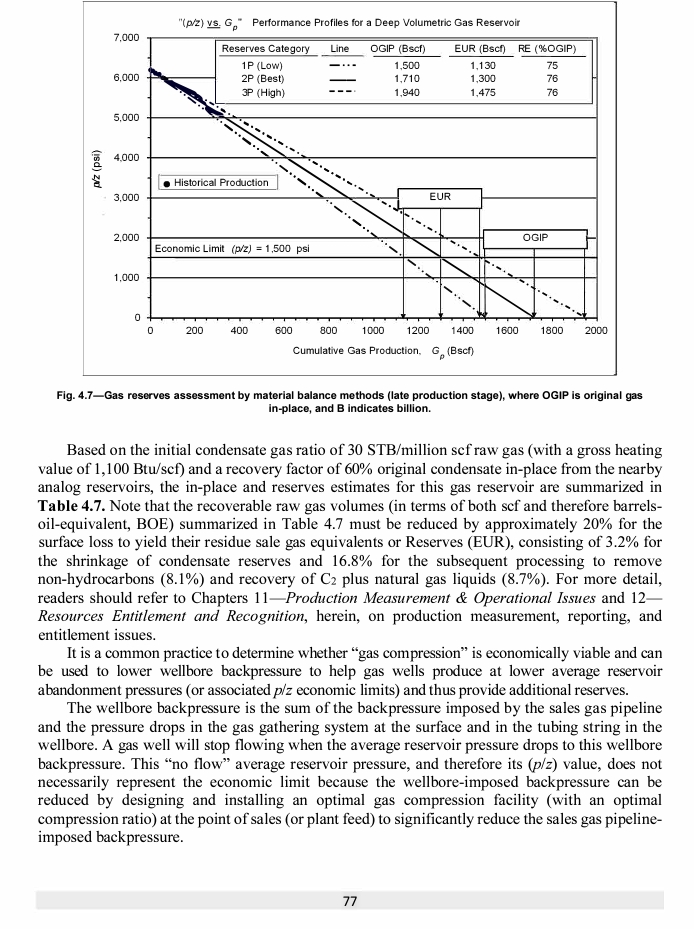 "(p/z) vs. Gp" Performance Profiles for a Deep Volumetric Gas Reservoir
7,000
6,000
5,000
4,000
3,000
2,000
1,000
0
p/z (psi)
Reserves Category Line OGIP (Bscf) EUR (Bscf) RE (%OGIP)
1P (Low) 1,500 1,130 75
2P (Best) 1,710 1,300 76
3P (High) 1,940 1,475 76
Historical Production
EUR
OGIP
Economic Limit (p/z) = 1,500 psi
0 200 400 600 800 1000 1200 1400 1600 1800 2000
Cumulative Gas Production, Gp (Bscf)
Fig. 4.7—Gas reserves assessment by material balance methods (late production stage), where OGIP is original gas
in-place, and B indicates billion.
Based on the initial condensate gas ratio of 30 STB/million scf raw gas (with a gross heating
value of 1,100 Btu/scf) and a recovery factor of 60% original condensate in-place from the nearby
analog reservoirs, the in-place and reserves estimates for this gas reservoir are summarized in
Table 4.7. Note that the recoverable raw gas volumes (in terms of both scf and therefore barrels-
oil-equivalent, BOE) summarized in Table 4.7 must be reduced by approximately 20% for the
surface loss to yield their residue sale gas equivalents or Reserves (EUR), consisting of 3.2% for
the shrinkage of condensate reserves and 16.8% for the subsequent processing to remove
non-hydrocarbons (8.1%) and recovery of C2 plus natural gas liquids (8.7%). For more detail,
readers should refer to Chapters 11—Production Measurement & Operational Issues and 12—
Resources Entitlement and Recognition, herein, on production measurement, reporting, and
entitlement issues.
It is a common practice to determine whether “gas compression” is economically viable and can
be used to lower wellbore backpressure to help gas wells produce at lower average reservoir
abandonment pressures (or associated p/z economic limits) and thus provide additional reserves.
The wellbore backpressure is the sum of the backpressure imposed by the sales gas pipeline
and the pressure drops in the gas gathering system at the surface and in the tubing string in the
wellbore. A gas well will stop flowing when the average reservoir pressure drops to this wellbore
backpressure. This “no flow” average reservoir pressure, and therefore its (p/z) value, does not
necessarily represent the economic limit because the wellbore-imposed backpressure can be
reduced by designing and installing an optimal gas compression facility (with an optimal
compression ratio) at the point of sales (or plant feed) to significantly reduce the sales gas pipeline-
imposed backpressure.
77